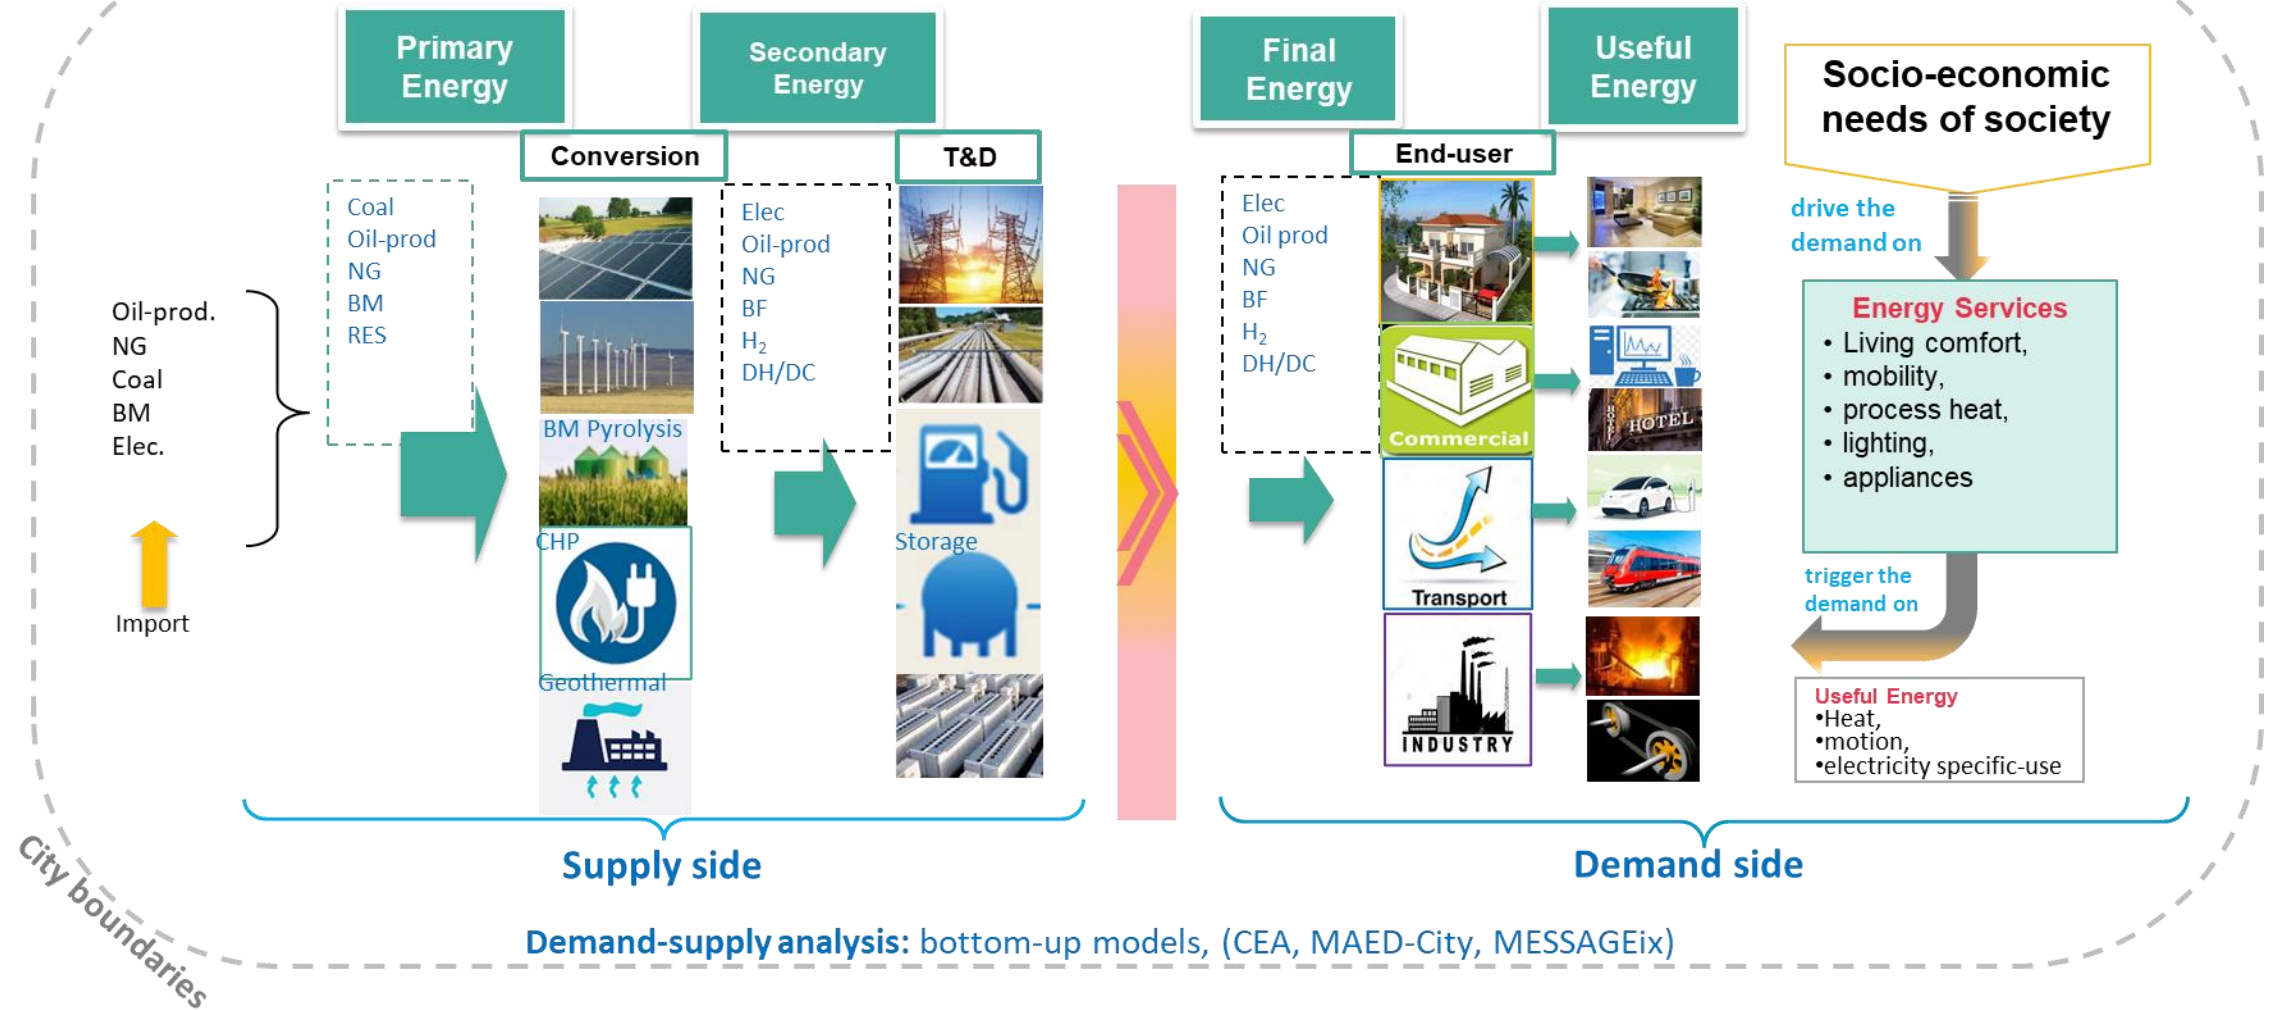 Primary
Energy
Secondary
Energy
Final
Energy
Useful
Energy
Socio-economic
needs of society
Conversion
T&D
End-user
Oil-prod.
NG
Coal
BM
Elec.
Import
Coal
Oil-prod
NG
BM
RES
BM Pyrolysis
CHP
Geothermal
Elec
Oil-prod
NG
BF
H₂
DH/DC
Storage
Elec
Oil prod
NG
BF
H₂
DH/DC
Commercial
Transport
INDUSTRY
HOTEL
HOTEL
drive the
demand on
Energy Services
• Living comfort,
• mobility,
• process heat,
• lighting,
• appliances
trigger the
demand on
Useful Energy
•Heat,
•motion,
•electricity specific-use
Supply side
Demand side
City boundaries
Demand-supply analysis: bottom-up models, (CEA, MAED-City, MESSAGEix)